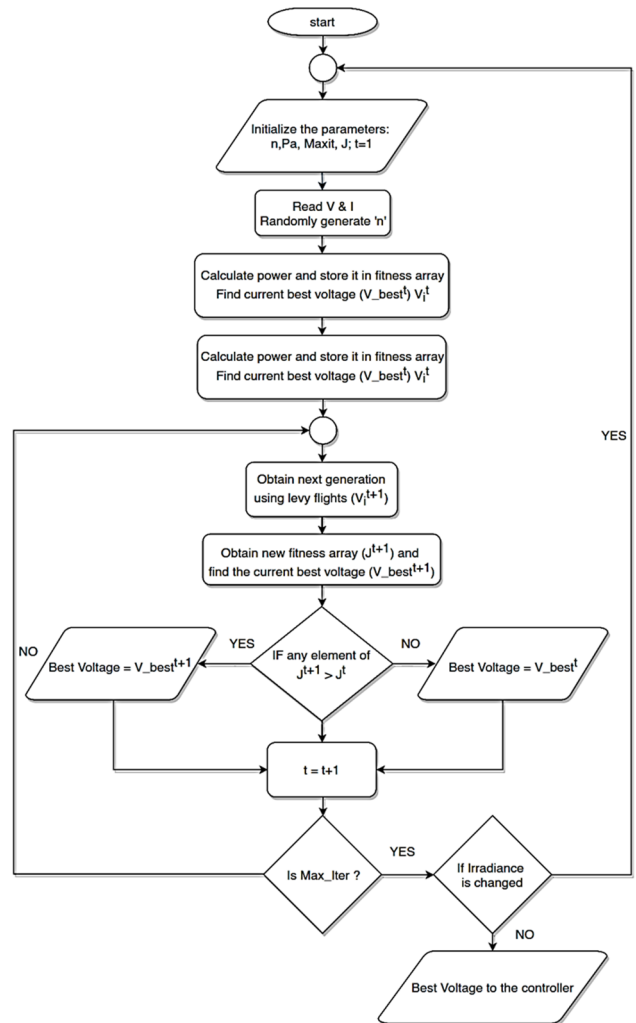 start
Initialize the parameters:
n,Pa, Maxit, J; t=1
Read V & I
Randomly generate 'n'
Calculate power and store it in fitness array
Find current best voltage (V_best^t) V_i^t
Calculate power and store it in fitness array
Find current best voltage (V_best^t) V_i^t
YES
Obtain next generation
using levy flights (V_i^t+1)
Obtain new fitness array (J^t+1) and
find the current best voltage (V_best^t+1)
NO
YES
NO
Best Voltage = V_best^t+1
IF any element of
J^t+1 > J^t
Best Voltage = V_best^t
t = t+1
YES
Is Max_Iter ?
If Irradiance
is changed
NO
Best Voltage to the controller